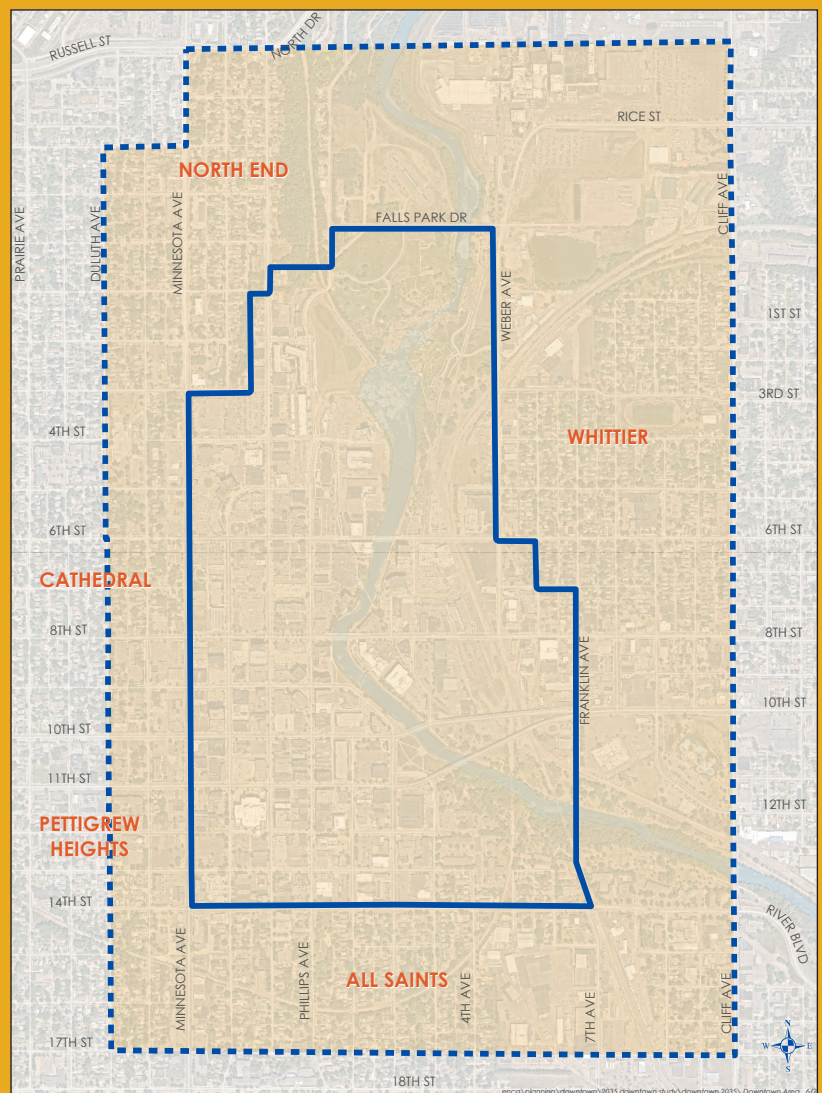 RUSSELL ST
NORTH DR
RICE ST
NORTH END
CLIFF AVE
PRAIRIE AVE
DULUTH AVE
MINNESOTA AVE
FALLS PARK DR
WEBER AVE
1ST ST
3RD ST
4TH ST
WHITTIER
6TH ST
6TH ST
CATHEDRAL
8TH ST
8TH ST
FRANKLIN AVE
10TH ST
10TH ST
11TH ST
12TH ST
PETTIGREW
HEIGHTS
14TH ST
RIVER BLVD
MINNESOTA AVE
PHILLIPS AVE
ALL SAINTS
4TH AVE
7TH AVE
CLIFF AVE
17TH ST
N
W E
S
18TH ST